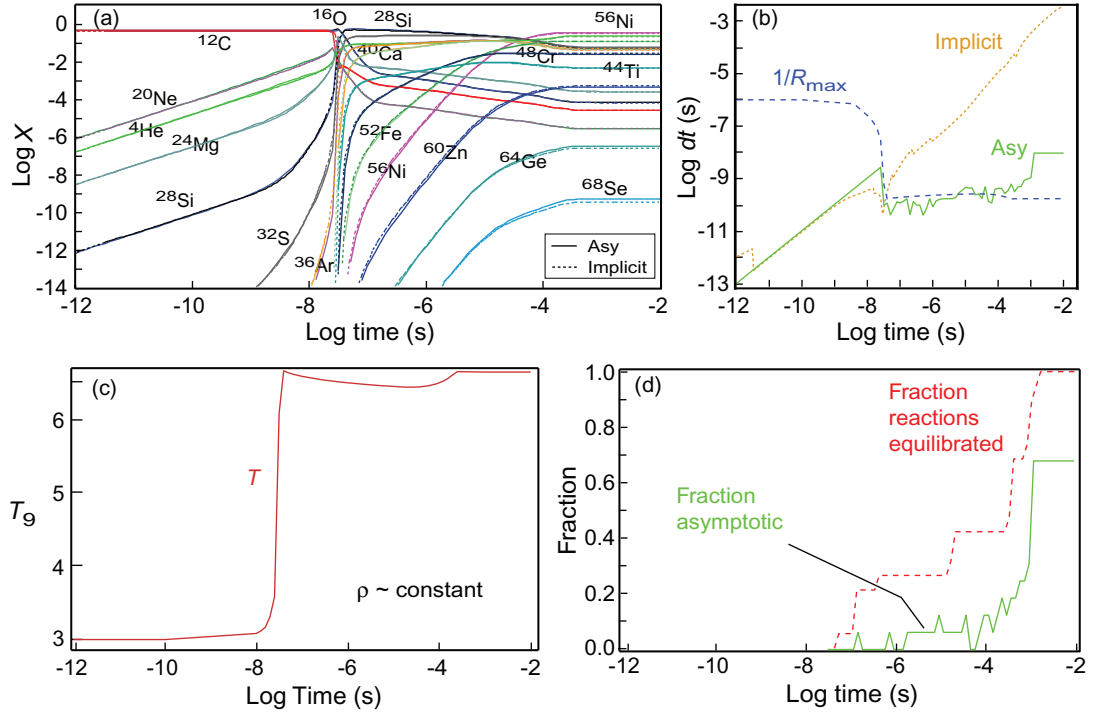 (a)
Log X
0
-2
-4
-6
-8
-10
-12
-14
¹²C
¹⁶O
²⁸Si
⁵⁶Ni
⁴⁰Ca
⁴⁸Cr
⁴⁴Ti
²⁰Ne
⁴He
²⁴Mg
²⁸Si
³²S
³⁶Ar
⁵²Fe
⁵⁶Ni
⁶⁰Zn
⁶⁴Ge
⁶⁸Se
Asy
Implicit
-12 -10 -8 -6 -4 -2
Log time (s)
(b)
Log dt (s)
-3
-5
-7
-9
-11
-13
Implicit
1/Rmax
Asy
-12 -10 -8 -6 -4 -2
Log time (s)
(c)
T₉
6
5
4
3
T
ρ ~ constant
-12 -10 -8 -6 -4 -2
Log Time (s)
(d)
Fraction
1.0
0.8
0.6
0.4
0.2
0.0
Fraction
reactions
equilibrated
Fraction
asymptotic
-12 -10 -8 -6 -4 -2
Log time (s)